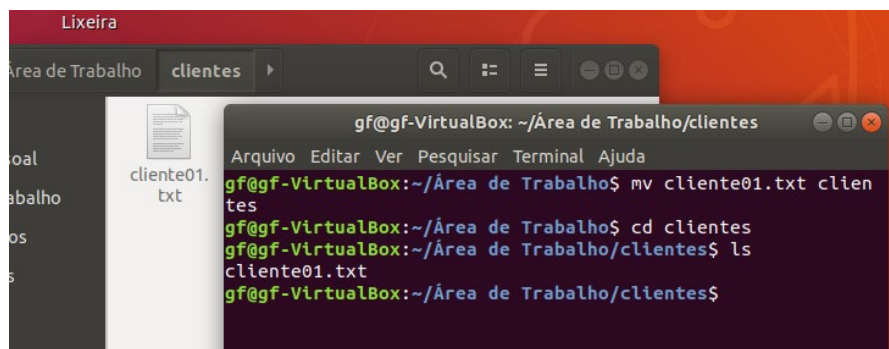 Lixeira
Área de Trabalho clientes
soal
abalho
os
s
cliente01.
txt
gf@gf-VirtualBox: ~/Área de Trabalho/clientes
Arquivo Editar Ver Pesquisar Terminal Ajuda
gf@gf-VirtualBox:~/Área de Trabalho$ mv cliente01.txt clien
tes
gf@gf-VirtualBox:~/Área de Trabalho$ cd clientes
gf@gf-VirtualBox:~/Área de Trabalho/clientes$ ls
cliente01.txt
gf@gf-VirtualBox:~/Área de Trabalho/clientes$